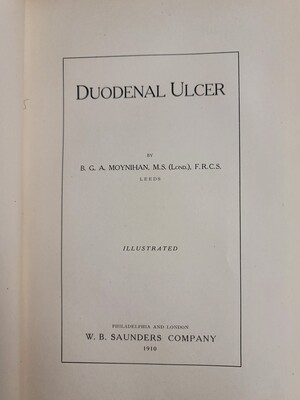 DUODENAL ULCER
BY
B. G. A. MOYNIHAN, M.S. (LOND.), F.R.C.S.
LEEDS
ILLUSTRATED
PHILADELPHIA AND LONDON
W. B. SAUNDERS COMPANY
1910